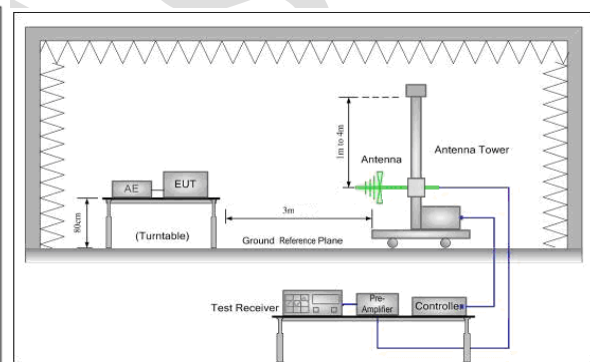 1m to 4m
Antenna
Antenna Tower
AE
EUT
80cm
(Turntable)
3m
Ground Reference Plane
Test Receiver
Pre-
Amplifier
Controller